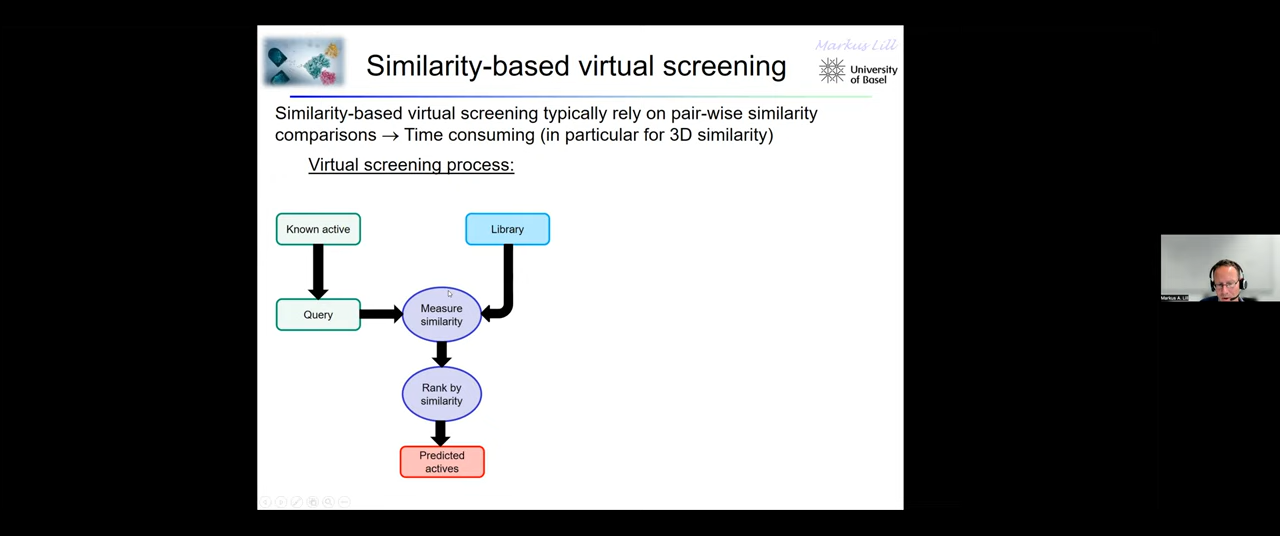 Similarity-based virtual screening
Markus Lill
University
of Basel
Similarity-based virtual screening typically rely on pair-wise similarity
comparisons → Time consuming (in particular for 3D similarity)
Virtual screening process:
Known active
Library
Query
Measure
similarity
Rank by
similarity
Predicted
actives
Markus A. Lill